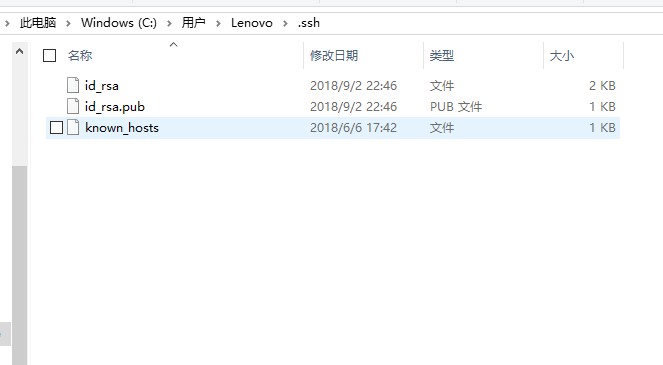 此电脑 > Windows (C:) > 用户 > Lenovo > .ssh
名称 修改日期 类型 大小
id_rsa 2018/9/2 22:46 文件 2 KB
id_rsa.pub 2018/9/2 22:46 PUB 文件 1 KB
known_hosts 2018/6/6 17:42 文件 1 KB